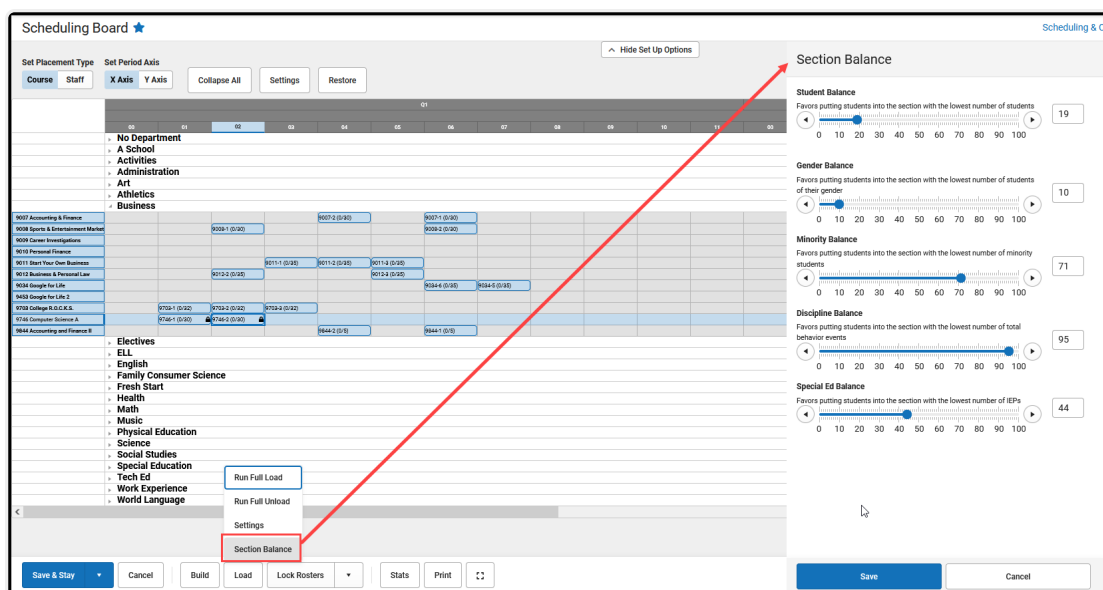 Scheduling Board
Scheduling & G
Hide Set Up Options
Set Placement Type Set Period Axis
Course Staff X Axis Y Axis Collapse All Settings Restore
Q1
00 01 02 03 04 05 06 07 08 09 10 11 00
No Department
A School
Activities
Administration
Art
Athletics
Business
9007 Accounting & Finance 9007-2 (0/30) 9007-1 (0/30)
9008 Sports & Entertainment Market 9008-1 (0/30) 9008-2 (0/30)
9009 Career Investigations
9010 Personal Finance
9011 Start Your Own Business 9011-1 (0/35) 9011-2 (0/35) 9011-3 (0/35)
9012 Business & Personal Law 9012-2 (0/35) 9012-3 (0/35)
9034 Google for Life 9034-6 (0/35) 9034-5 (0/35)
9453 Google for Life 2
9703 College R.O.C.K.S. 9703-1 (0/32) 9703-2 (0/32) 9703-3 (0/32)
9746 Computer Science A 9746-1 (0/30) 9746-2 (0/30)
9844 Accounting and Finance II 9844-2 (0/5) 9844-1 (0/5)
Electives
ELL
English
Family Consumer Science
Fresh Start
Health
Math
Music
Physical Education
Science
Social Studies
Special Education
Tech Ed
Work Experience
World Language
Run Full Load
Run Full Unload
Settings
Section Balance
Save & Stay Cancel Build Load Lock Rosters Stats Print
Section Balance
Student Balance
Favors putting students into the section with the lowest number of students
19
0 10 20 30 40 50 60 70 80 90 100
Gender Balance
Favors putting students into the section with the lowest number of students
of their gender
10
0 10 20 30 40 50 60 70 80 90 100
Minority Balance
Favors putting students into the section with the lowest number of minority
students
71
0 10 20 30 40 50 60 70 80 90 100
Discipline Balance
Favors putting students into the section with the lowest number of total
behavior events
95
0 10 20 30 40 50 60 70 80 90 100
Special Ed Balance
Favors putting students into the section with the lowest number of IEPs
44
0 10 20 30 40 50 60 70 80 90 100
Save Cancel